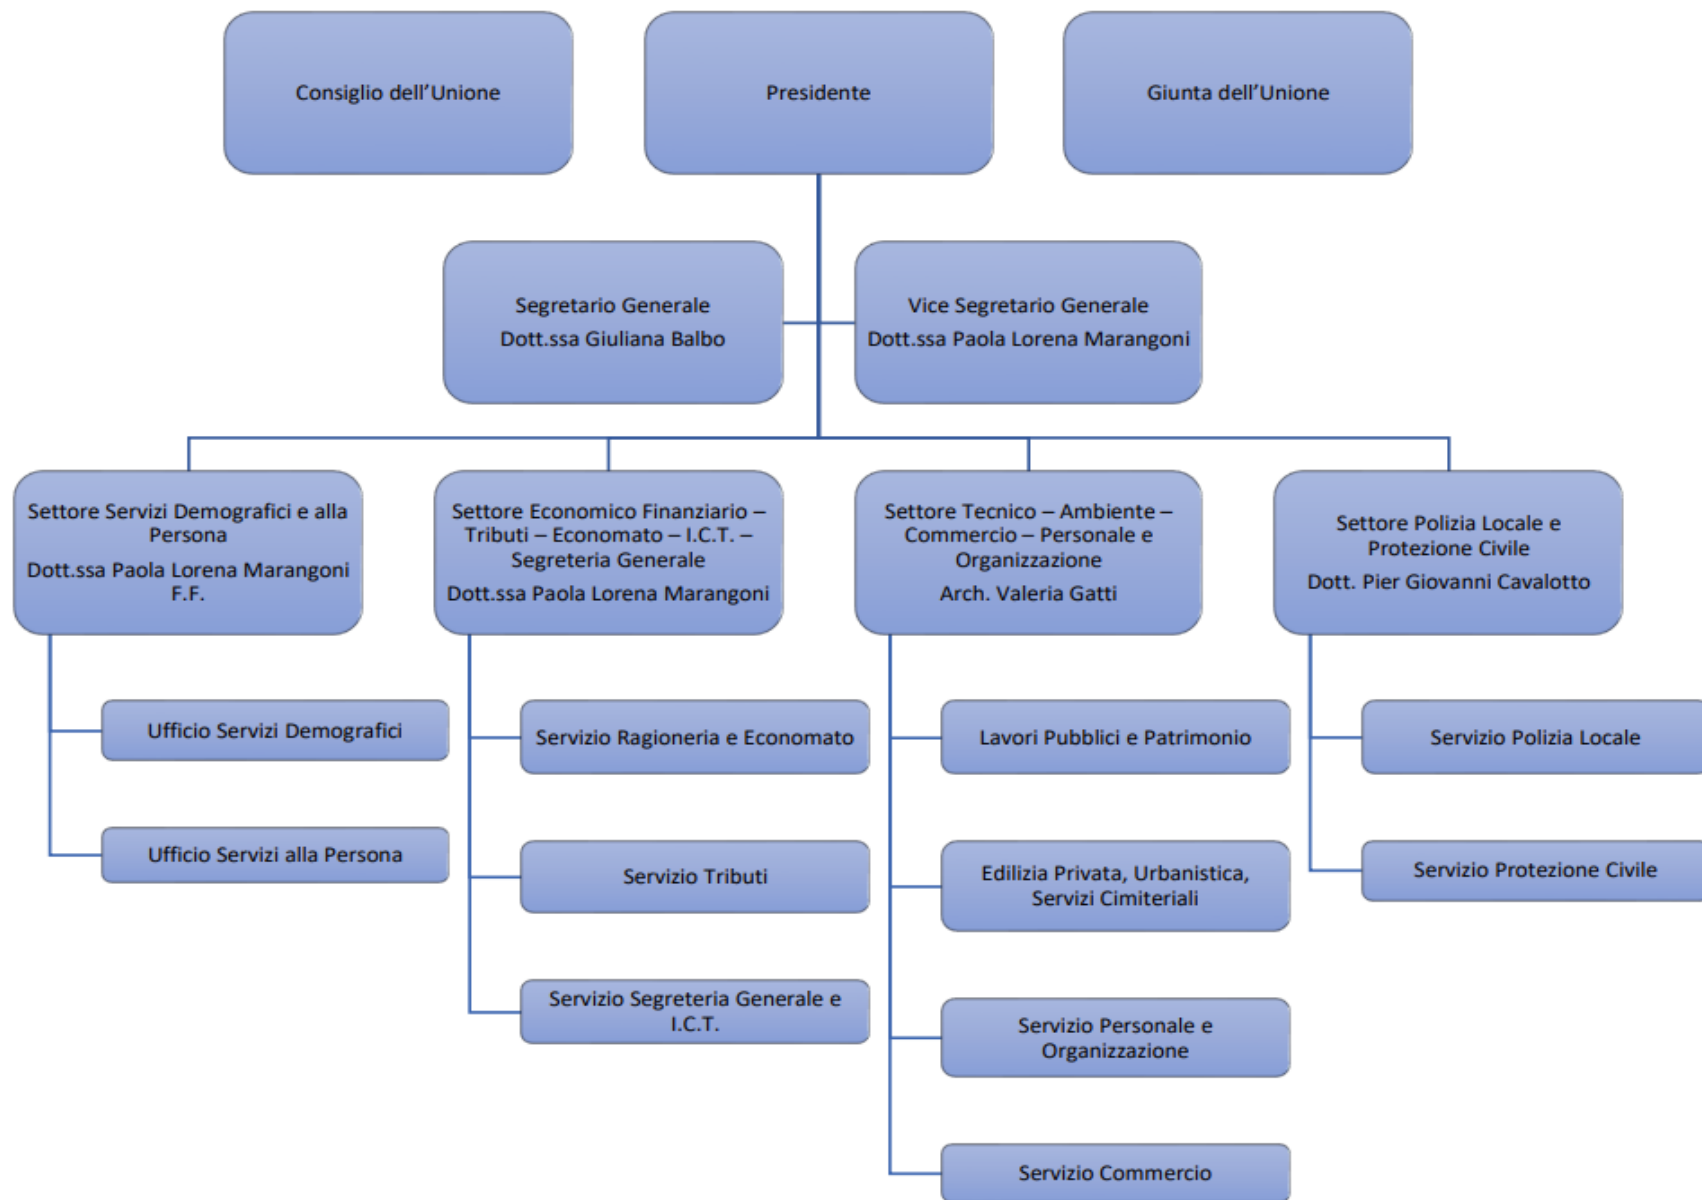 Consiglio dell’Unione
Presidente
Giunta dell’Unione
Segretario Generale
Dott.ssa Giuliana Balbo
Vice Segretario Generale
Dott.ssa Paola Lorena Marangoni
Settore Servizi Demografici e alla
Persona
Dott.ssa Paola Lorena Marangoni
F.F.
Settore Economico Finanziario –
Tributi – Economato – I.C.T. –
Segreteria Generale
Dott.ssa Paola Lorena Marangoni
Settore Tecnico – Ambiente –
Commercio – Personale e
Organizzazione
Arch. Valeria Gatti
Settore Polizia Locale e
Protezione Civile
Dott. Pier Giovanni Cavalotto
Ufficio Servizi Demografici
Ufficio Servizi alla Persona
Servizio Ragioneria e Economato
Servizio Tributi
Servizio Segreteria Generale e
I.C.T.
Lavori Pubblici e Patrimonio
Edilizia Privata, Urbanistica,
Servizi Cimiteriali
Servizio Personale e
Organizzazione
Servizio Commercio
Servizio Polizia Locale
Servizio Protezione Civile